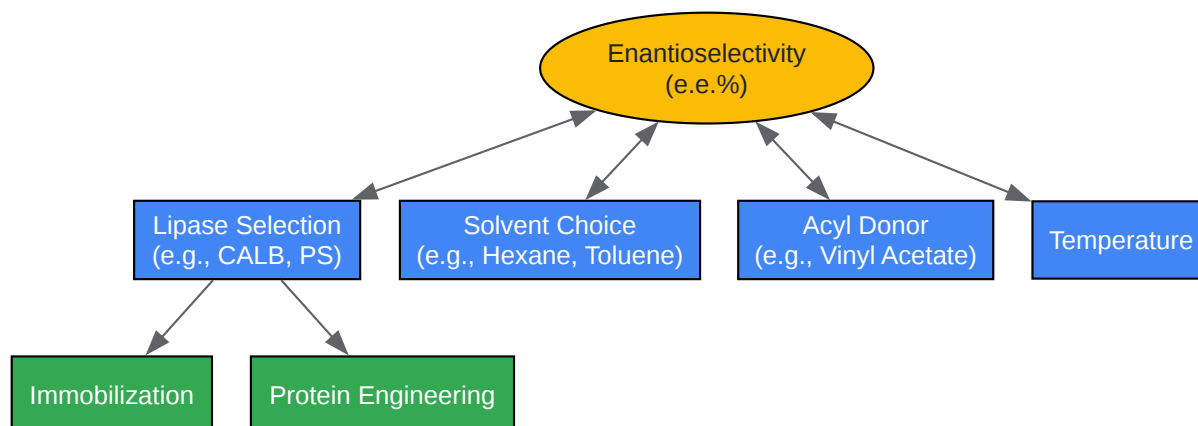 Enantioselectivity
(e.e.%)
Lipase Selection
(e.g., CALB, PS)
Solvent Choice
(e.g., Hexane, Toluene)
Acyl Donor
(e.g., Vinyl Acetate)
Temperature
Immobilization
Protein Engineering